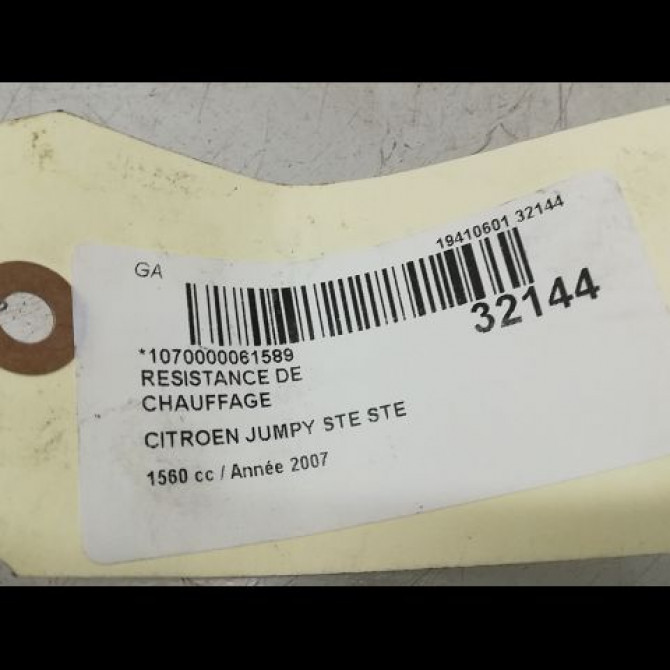 GA
19410601 32144
32144
*1070000061589
RESISTANCE DE
CHAUFFAGE
CITROEN JUMPY STE STE
1560 cc / Année 2007